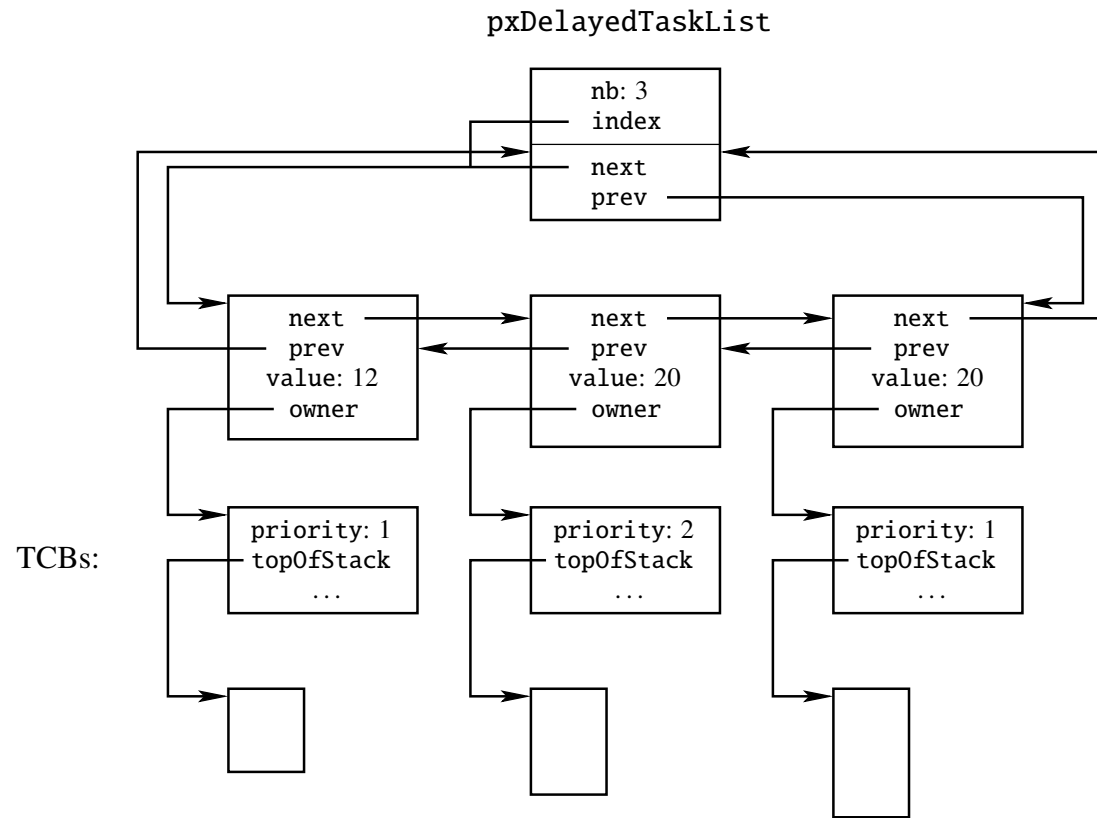 pxDelayedTaskList
nb: 3
index
next
prev
next
prev
value: 12
owner
next
prev
value: 20
owner
next
prev
value: 20
owner
TCBs:
priority: 1
topOfStack
...
priority: 2
topOfStack
...
priority: 1
topOfStack
...